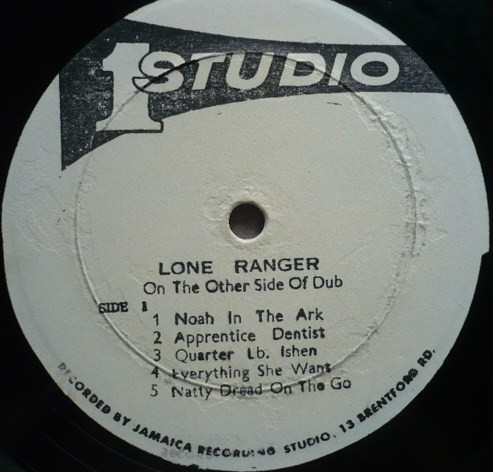 1 STUDIO
LONE RANGER
On The Other Side Of Dub
SIDE 1
1 Noah In The Ark
2 Apprentice Dentist
3 Quarter Lb. Ishen
4 Everything She Want
5 Natty Dread On The Go
RECORDED BY JAMAICA RECORDING STUDIO. 13 BRENTFORD RD.